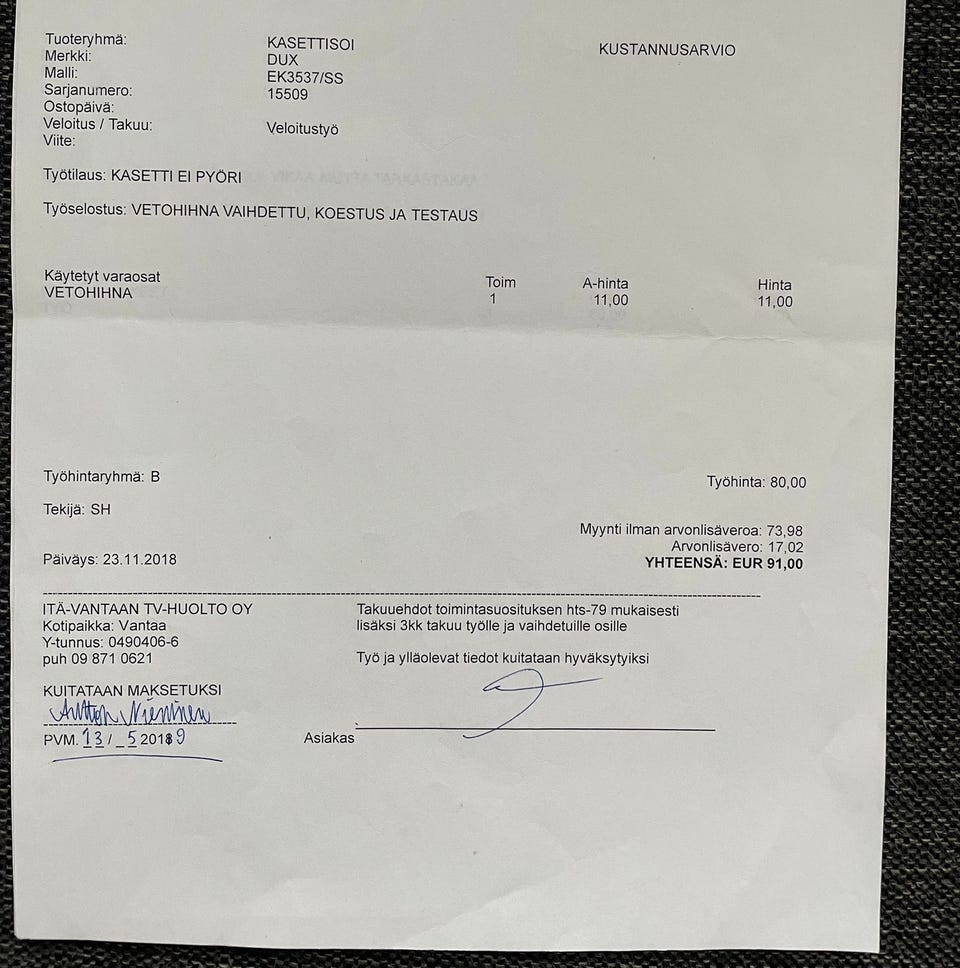 Tuoteryhmä: KASETTISOI KUSTANNUSARVIO
Merkki: DUX
Malli: EK3537/SS
Sarjanumero: 15509
Ostopäivä:
Veloitus / Takuu: Veloitustyö
Viite:
Työtilaus: KASETTI EI PYÖRI
Työselostus: VETOHIHNA VAIHDETTU, KOESTUS JA TESTAUS
Käytetyt varaosat Toim A-hinta Hinta
VETOHIHNA 1 11,00 11,00
Työhintaryhmä: B Työhinta: 80,00
Tekijä: SH
Myynti ilman arvonlisäveroa: 73,98
Arvonlisävero: 17,02
Päiväys: 23.11.2018 YHTEENSÄ: EUR 91,00
ITÄ-VANTAAN TV-HUOLTO OY Takuuehdot toimintasuosituksen hts-79 mukaisesti
Kotipaikka: Vantaa lisäksi 3kk takuu työlle ja vaihdetuille osille
Y-tunnus: 0490406-6
puh 09 871 0621 Työ ja ylläolevat tiedot kuitataan hyväksytyiksi
KUITATAAN MAKSETUKSI
Nieminen
PVM. 13/_5 2019 Asiakas